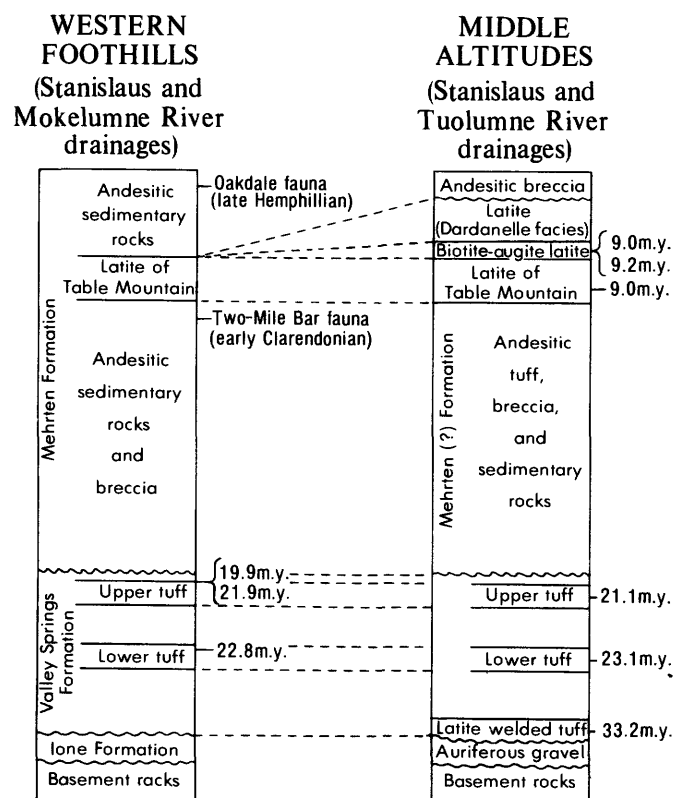 WESTERN
FOOTHILLS
(Stanislaus and
Mokelumne River
drainages)
Andesitic
sedimentary
rocks
Oakdale fauna
(late Hemphillian)
Latite of
Table Mountain
Two-Mile Bar fauna
(early Clarendonian)
Mehrten Formation
Andesitic
sedimentary
rocks
and
breccia
19.9m.y.
21.9m.y.
Upper tuff
22.8m.y.
Lower tuff
Valley Springs
Formation
Ione Formation
Basement racks
MIDDLE
ALTITUDES
(Stanislaus and
Tuolumne River
drainages)
Andesitic breccia
Latite
(Dardanelle facies)
Biotite-augite latite
9.0m.y.
9.2m.y.
Latite of
Table Mountain
9.0m.y.
Mehrten (?) Formation
Andesitic
tuff,
breccia,
and
sedimentary
rocks
Upper tuff
21.1m.y.
Lower tuff
23.1m.y.
Latite welded tuff
33.2m.y.
Auriferous gravel
Basement rocks